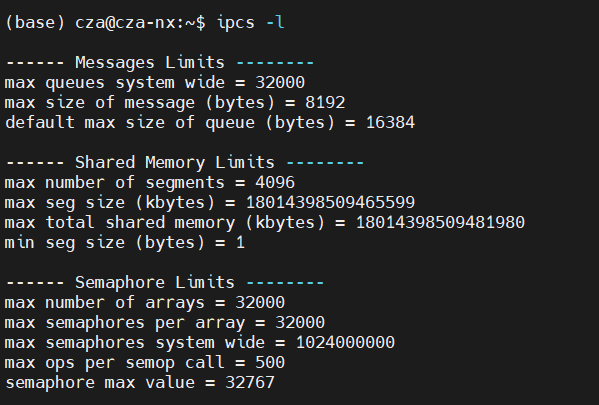 (base) cza@cza-nx:~$ ipcs -l
------ Messages Limits --------
max queues system wide = 32000
max size of message (bytes) = 8192
default max size of queue (bytes) = 16384
------ Shared Memory Limits --------
max number of segments = 4096
max seg size (kbytes) = 18014398509465599
max total shared memory (kbytes) = 18014398509481980
min seg size (bytes) = 1
------ Semaphore Limits --------
max number of arrays = 32000
max semaphores per array = 32000
max semaphores system wide = 1024000000
max ops per semop call = 500
semaphore max value = 32767